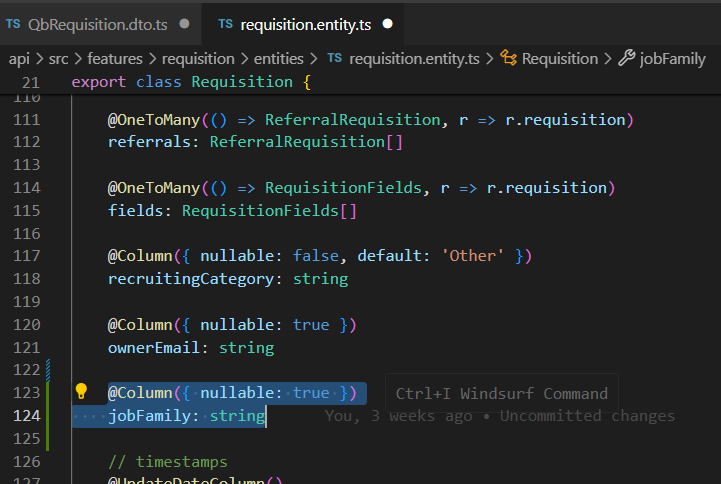 TS QbRequisition.dto.ts ● TS requisition.entity.ts ●
api > src > features > requisition > entities > TS requisition.entity.ts > Requisition > jobFamily
21 export class Requisition {
110
111 @OneToMany(() => ReferralRequisition, r => r.requisition)
112 referrals: ReferralRequisition[]
113
114 @OneToMany(() => RequisitionFields, r => r.requisition)
115 fields: RequisitionFields[]
116
117 @Column({ nullable: false, default: 'Other' })
118 recruitingCategory: string
119
120 @Column({ nullable: true })
121 ownerEmail: string
122
123 @Column({ nullable: true }) Ctrl+I Windsurf Command
124 jobFamily: string You, 3 weeks ago • Uncommitted changes
125
126 // timestamps
127 @UpdateDateColumn()